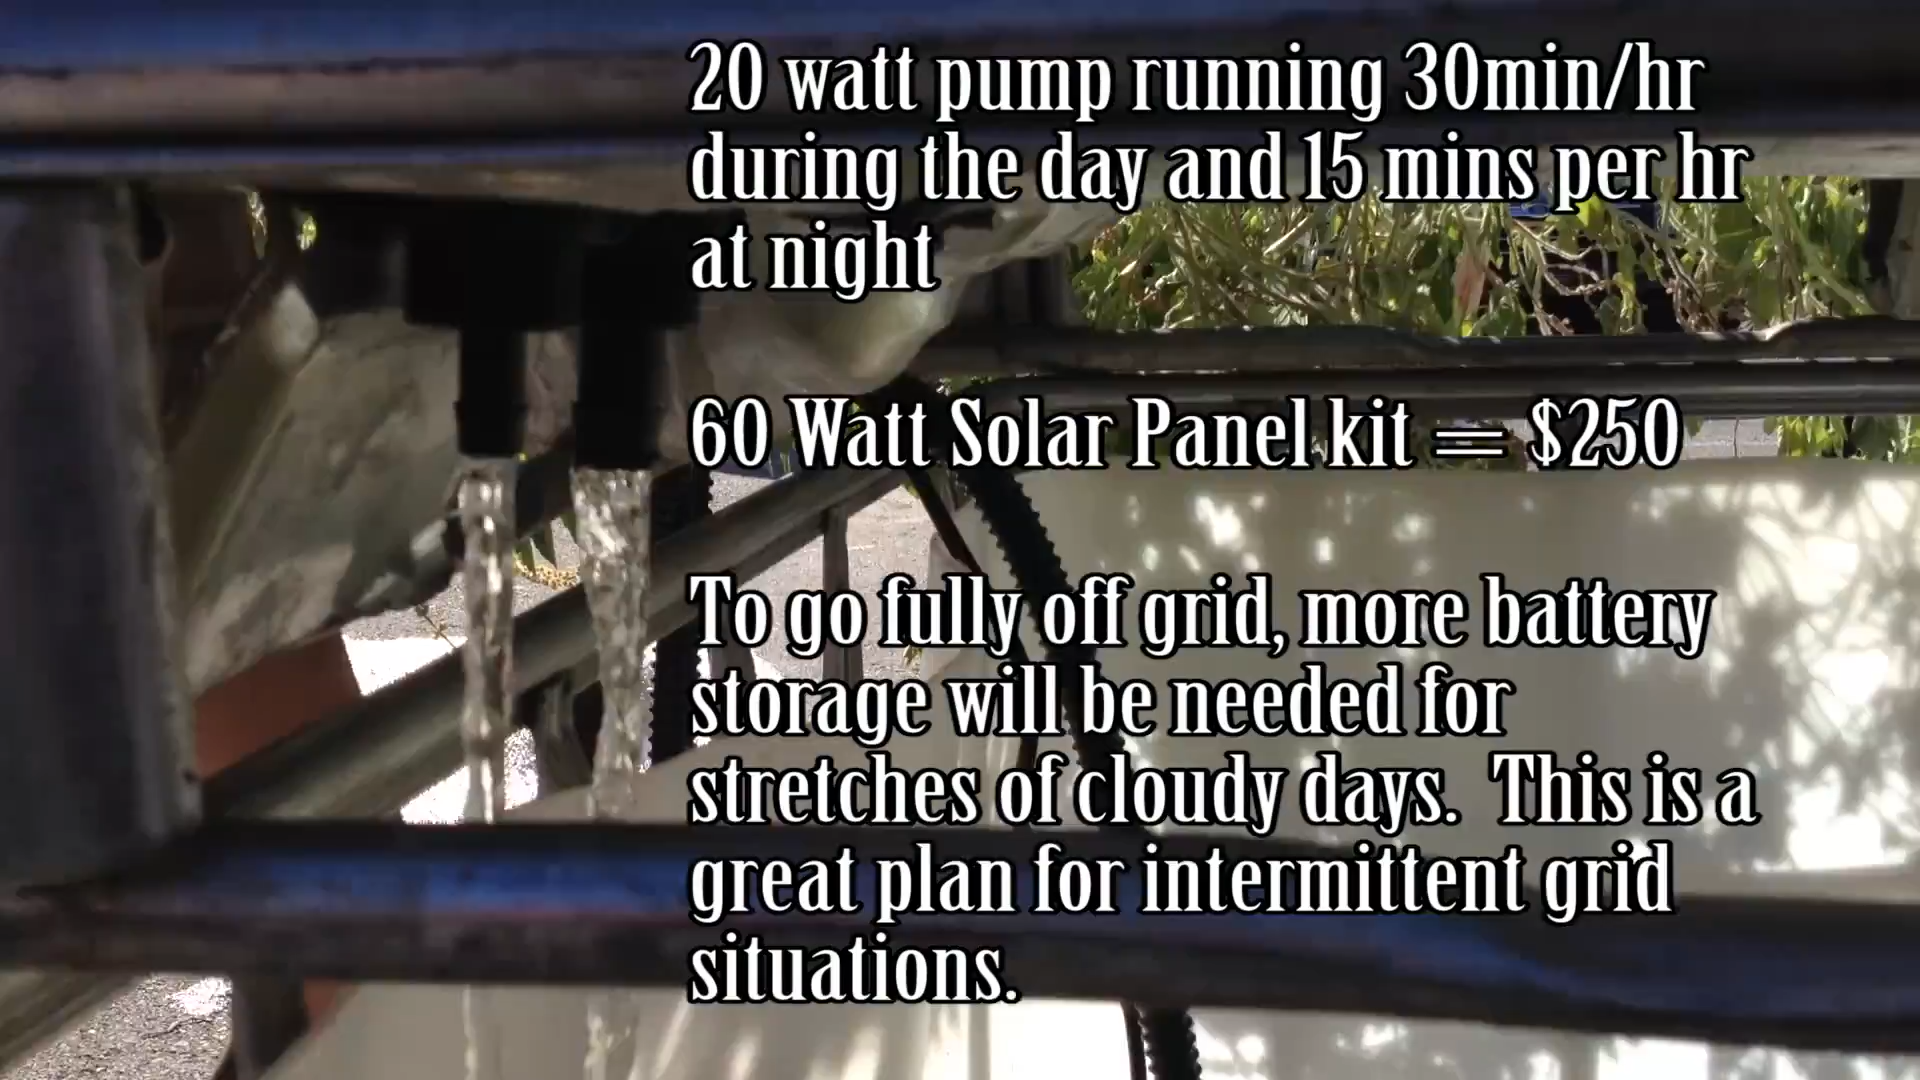 20 watt pump running 30min/hr
during the day and 15 mins per hr
at night
60 Watt Solar Panel kit = $250
To go fully off grid, more battery
storage will be needed for
stretches of cloudy days.  This is a
great plan for intermittent grid
situations.